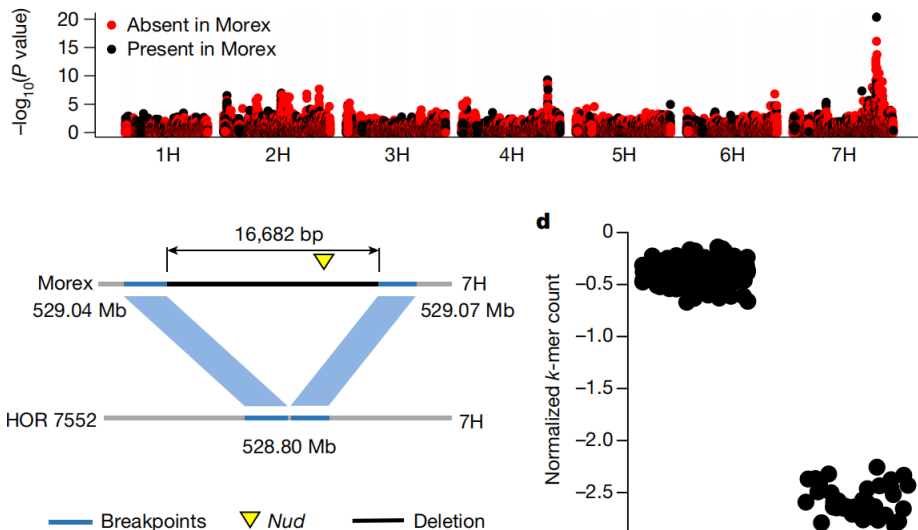 20
15
10
5
0
–log10(P value)
Absent in Morex
Present in Morex
1H 2H 3H 4H 5H 6H 7H
16,682 bp
Morex 7H
529.04 Mb 529.07 Mb
HOR 7552 7H
528.80 Mb
Breakpoints Nud Deletion
d
0
–0.5
–1.0
–1.5
–2.0
–2.5
Normalized k-mer count